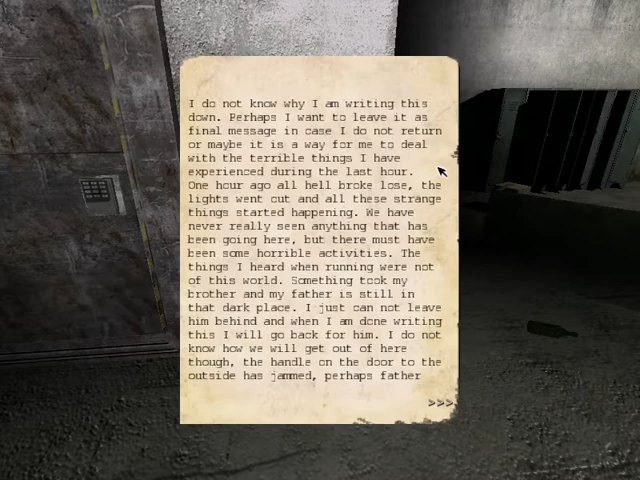 I do not know why I am writing this
down. Perhaps I want to leave it as
final message in case I do not return
or maybe it is a way for me to deal
with the terrible things I have
experienced during the last hour.
One hour ago all hell broke lose, the
lights went out and all these strange
things started happening. We have
never really seen anything that has
been going here, but there must have
been some horrible activities. The
things I heard when running were not
of this world. Something took my
brother and my father is still in
that dark place. I just can not leave
him behind and when I am done writing
this I will go back for him. I do not
know how we will get out of here
though, the handle on the door to the
outside has jammed, perhaps father
>>>